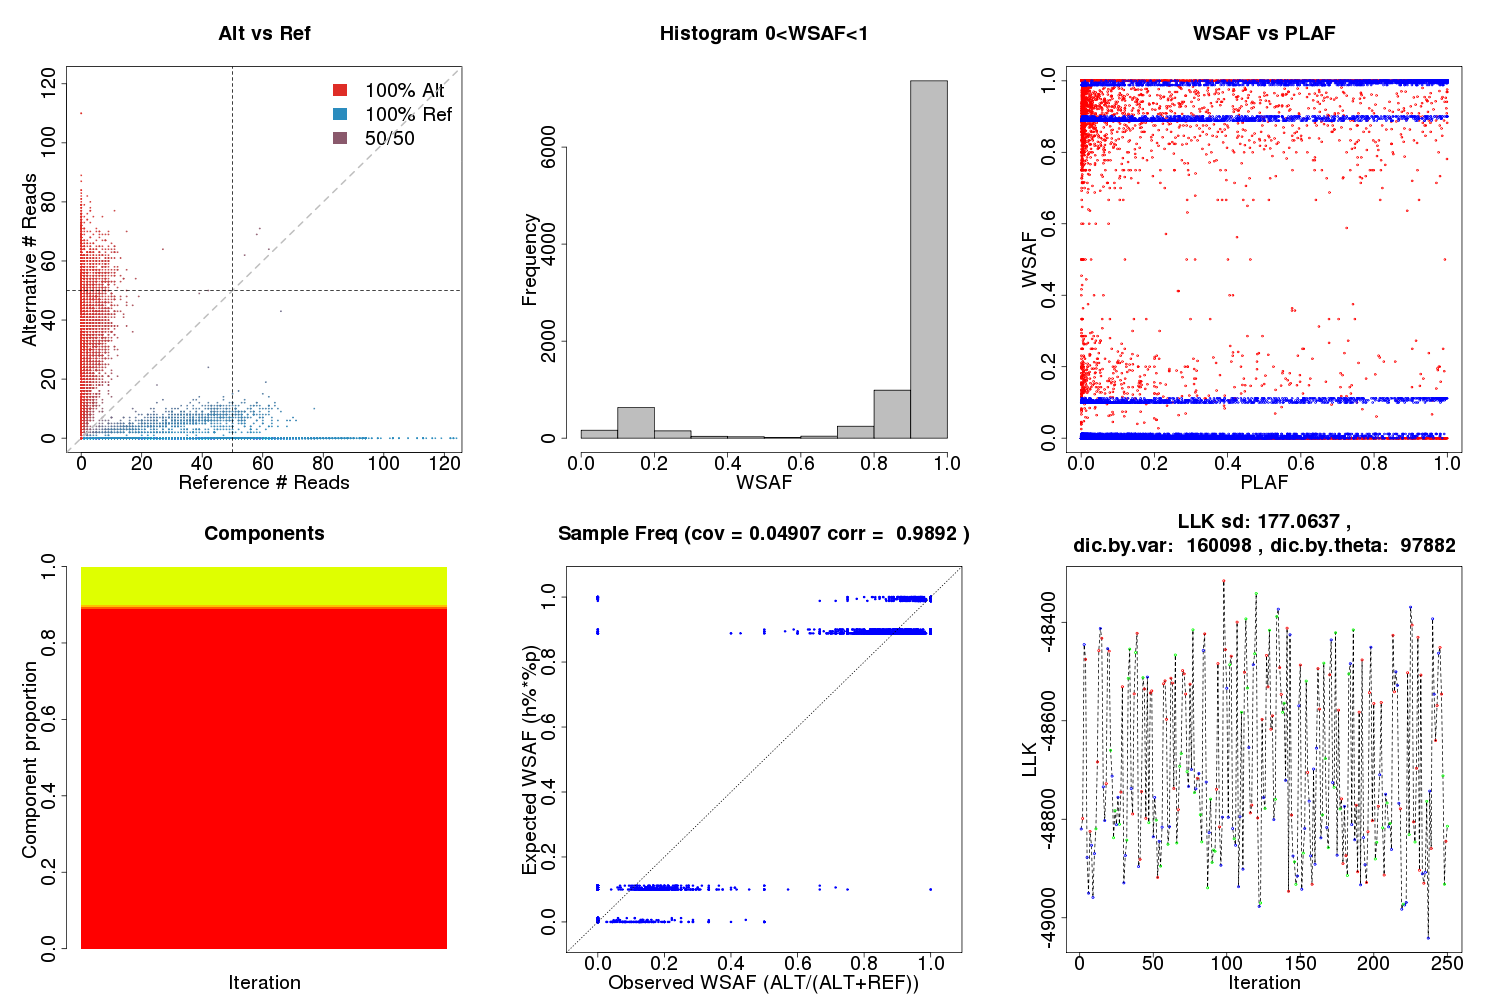 Alt vs Ref
120
100
80
60
40
20
0
Alternative # Reads
100% Alt
100% Ref
50/50
0 20 40 60 80 100 120
Reference # Reads
Histogram 0<WSAF<1
6000
4000
2000
0
Frequency
0.0 0.2 0.4 0.6 0.8 1.0
WSAF
WSAF vs PLAF
1.0
0.8
0.6
0.4
0.2
0.0
WSAF
0.0 0.2 0.4 0.6 0.8 1.0
PLAF
Components
1.0
0.8
0.6
0.4
0.2
0.0
Component proportion
Iteration
Sample Freq (cov = 0.04907 corr = 0.9892 )
1.0
0.8
0.6
0.4
0.2
0.0
Expected WSAF (h%*%p)
0.0 0.2 0.4 0.6 0.8 1.0
Observed WSAF (ALT/(ALT+REF))
LLK sd: 177.0637 ,
dic.by.var: 160098 , dic.by.theta: 97882
-48400
-48600
-48800
-49000
LLK
0 50 100 150 200 250
Iteration